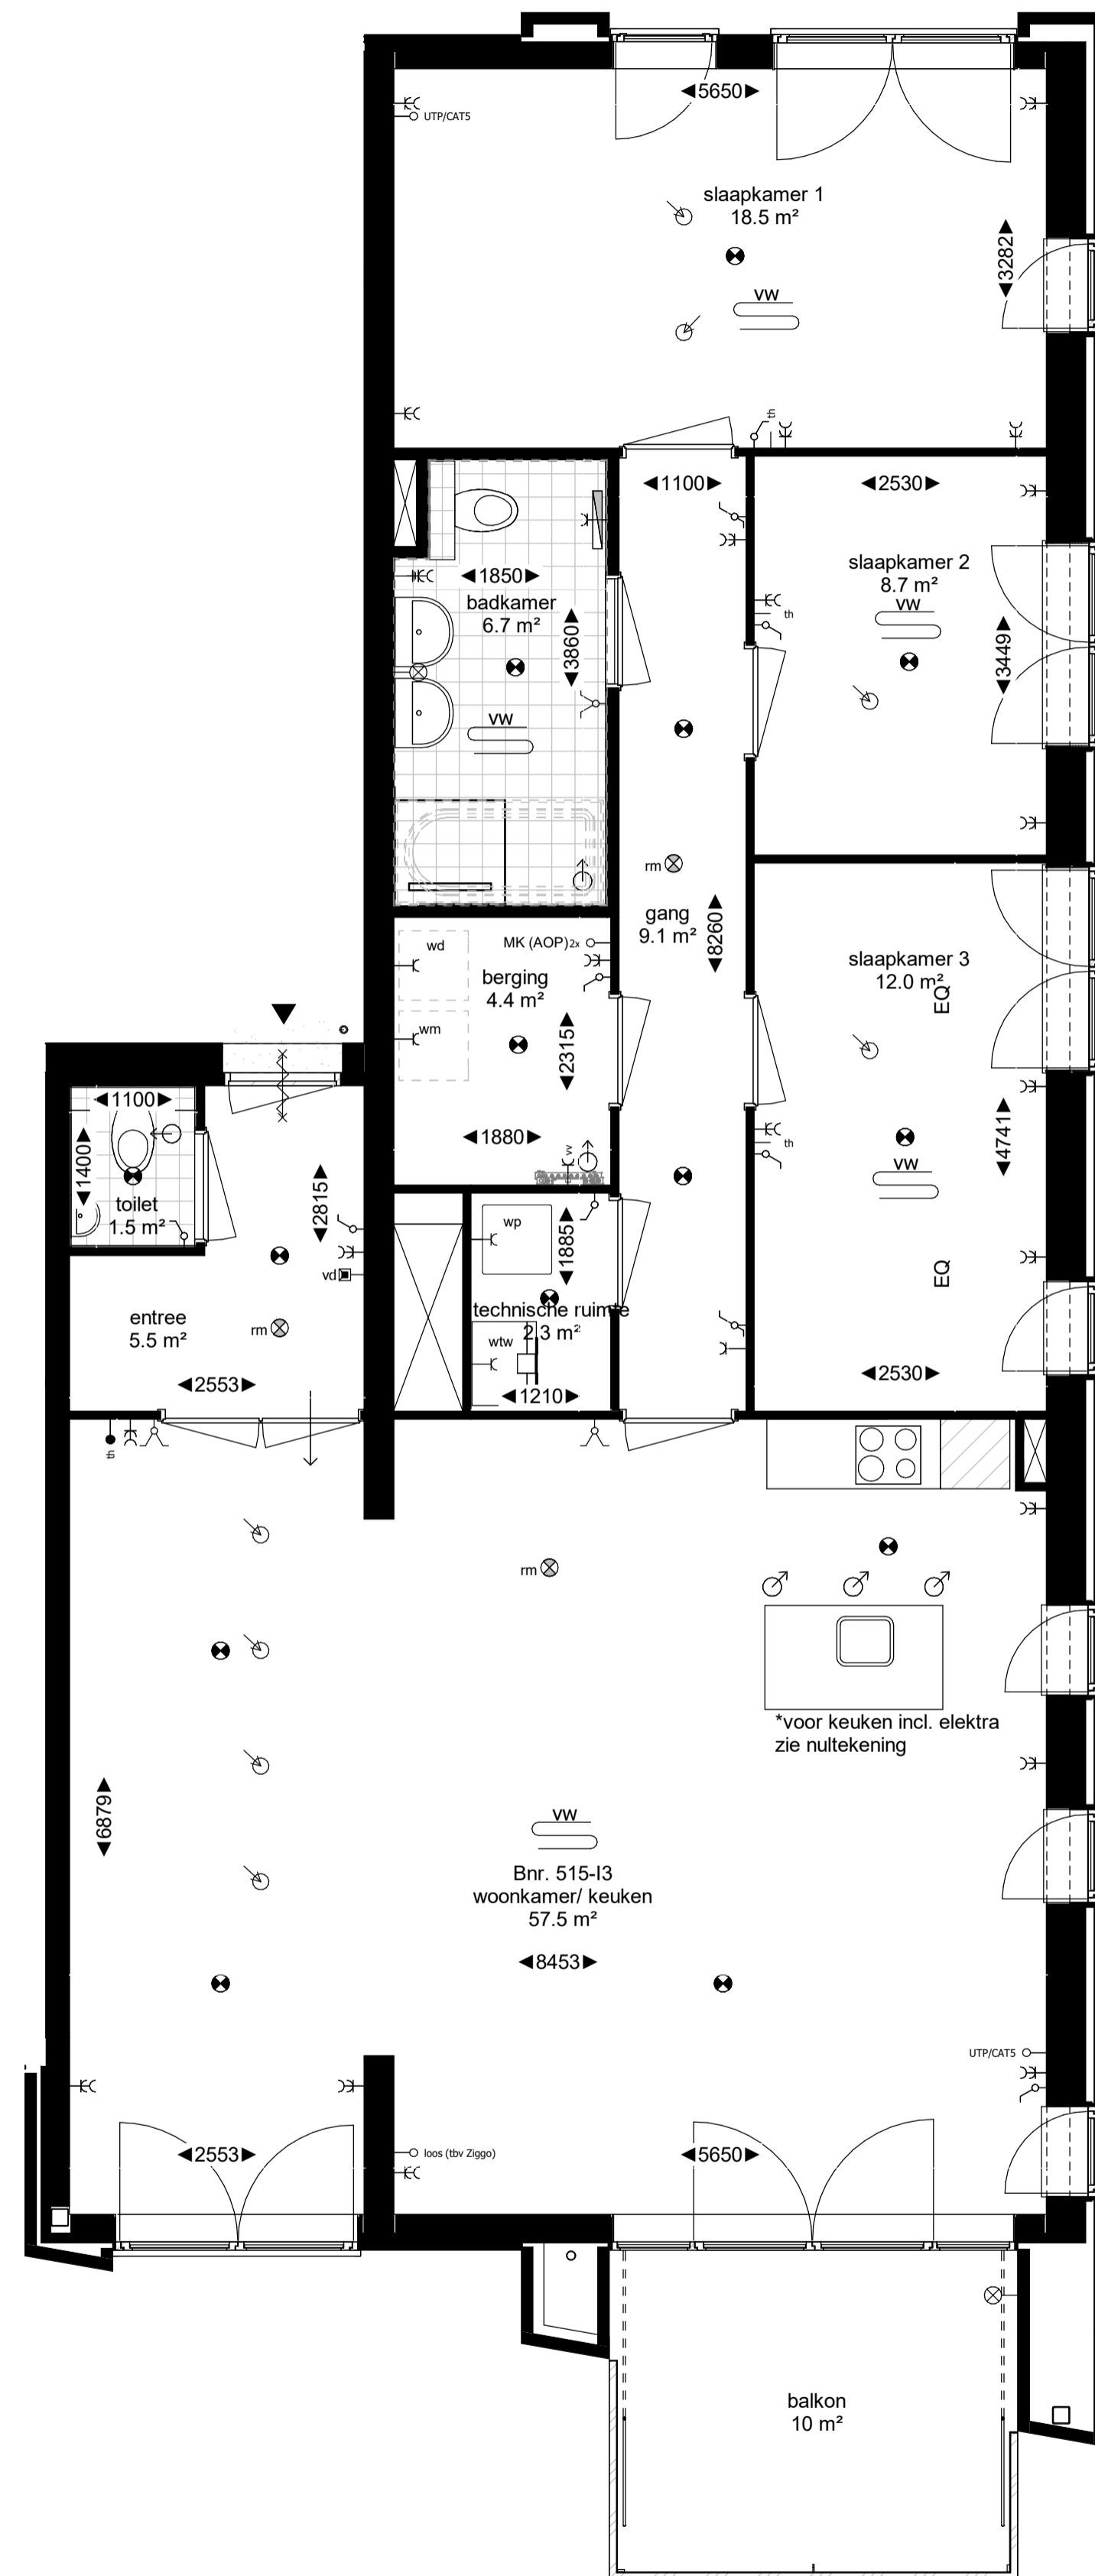 5650
UTP/CAT5
slaapkamer 1
18.5 m²
3282
vw
th
1100
2530
slaapkamer 2
8.7 m²
vw
th
3449
1850
badkamer
6.7 m²
3860
vw
rm
gang
9.1 m²
8260
slaapkamer 3
12.0 m²
EQ
wd
MK (AOP) 2x
berging
4.4 m²
wm
2315
1880
vv
th
4741
vw
EQ
2530
1100
1400
toilet
1.5 m²
2815
vd
entree
5.5 m²
rm
2553
wp
1885
technische ruimte
2.3 m²
wtw
1210
th
rm
*voor keuken incl. elektra
zie nultekening
6879
vw
Bnr. 515-I3
woonkamer/ keuken
57.5 m²
8453
UTP/CAT5
2553
loos (tbv Ziggo)
5650
balkon
10 m²